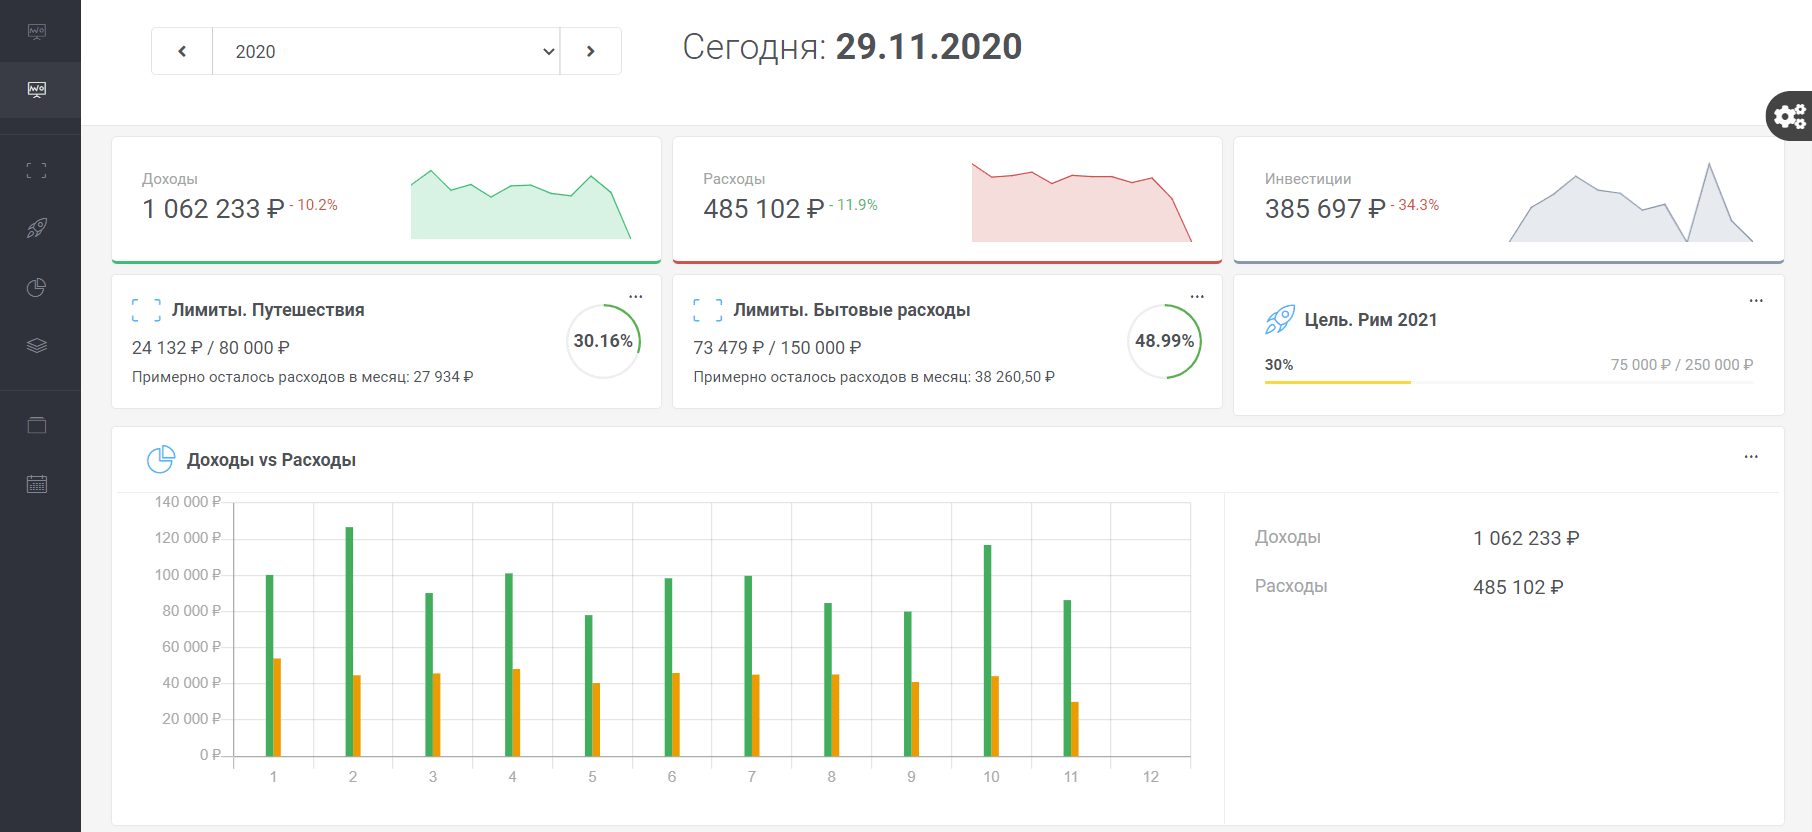 2020
Сегодня: 29.11.2020
Доходы
1 062 233 ₽ - 10.2%
Расходы
485 102 ₽ - 11.9%
Инвестиции
385 697 ₽ - 34.3%
Лимиты. Путешествия
24 132 ₽ / 80 000 ₽
Примерно осталось расходов в месяц: 27 934 ₽
30.16%
Лимиты. Бытовые расходы
73 479 ₽ / 150 000 ₽
Примерно осталось расходов в месяц: 38 260,50 ₽
48.99%
Цель. Рим 2021
30% 75 000 ₽ / 250 000 ₽
Доходы vs Расходы
140 000 ₽
120 000 ₽
100 000 ₽
80 000 ₽
60 000 ₽
40 000 ₽
20 000 ₽
0 ₽
1 2 3 4 5 6 7 8 9 10 11 12
Доходы 1 062 233 ₽
Расходы 485 102 ₽